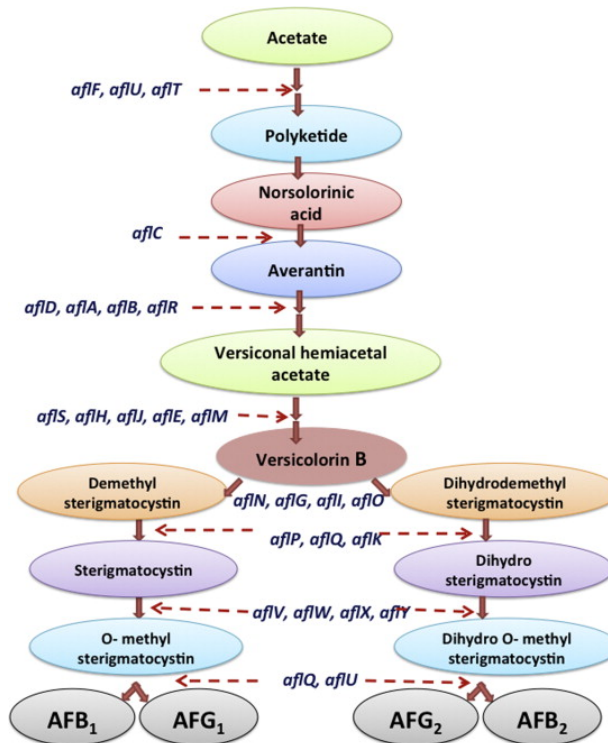 Acetate
aflF, aflU, aflT
Polyketide
Norsolorinic
acid
aflC
Averantin
aflD, aflA, aflB, aflR
Versiconal hemiacetal
acetate
aflS, aflH, aflJ, aflE, aflM
Versicolorin B
Demethyl
sterigmatocystin
aflN, aflG, aflI, aflO
Dihydrodemethyl
sterigmatocystin
aflP, aflQ, aflK
Sterigmatocystin
Dihydro
sterigmatocystin
aflV, aflW, aflX, aflY
O- methyl
sterigmatocystin
Dihydro O- methyl
sterigmatocystin
aflQ, aflU
AFB₁
AFG₁
AFG₂
AFB₂